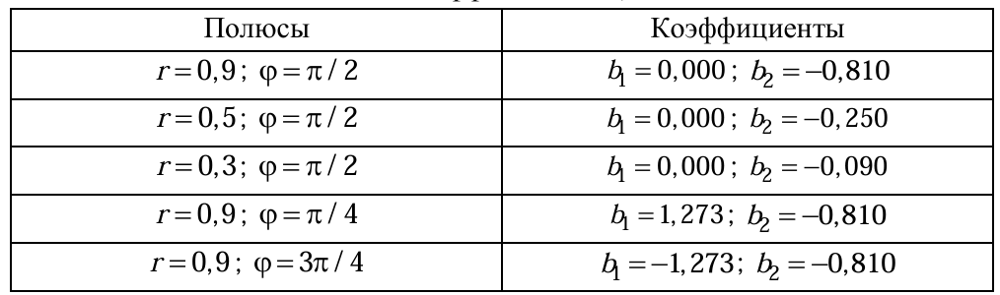 Полюсы Коэффициенты
r = 0,9; φ = π / 2 b₁ = 0,000; b₂ = −0,810
r = 0,5; φ = π / 2 b₁ = 0,000; b₂ = −0,250
r = 0,3; φ = π / 2 b₁ = 0,000; b₂ = −0,090
r = 0,9; φ = π / 4 b₁ = 1,273; b₂ = −0,810
r = 0,9; φ = 3π / 4 b₁ = −1,273; b₂ = −0,810